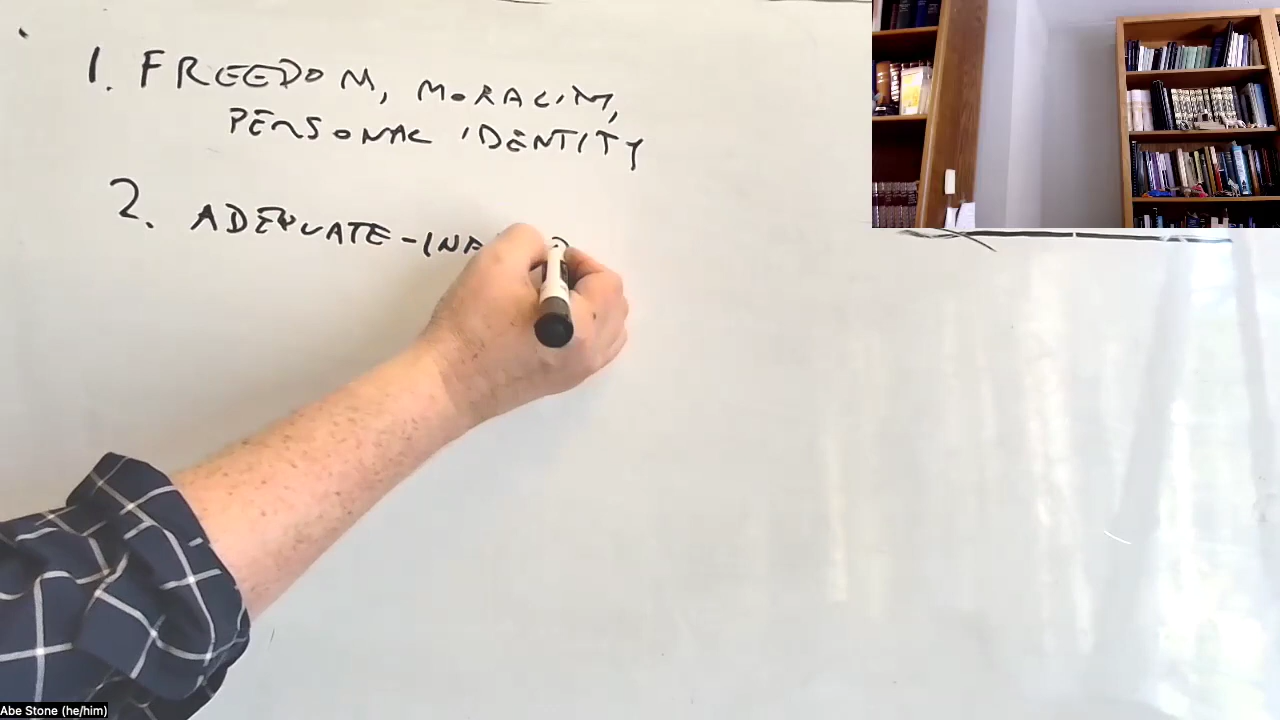 1. FREEDOM, MORALITY,
PERSONAL IDENTITY
2. ADEQUATE-
Abe Stone (he/him)